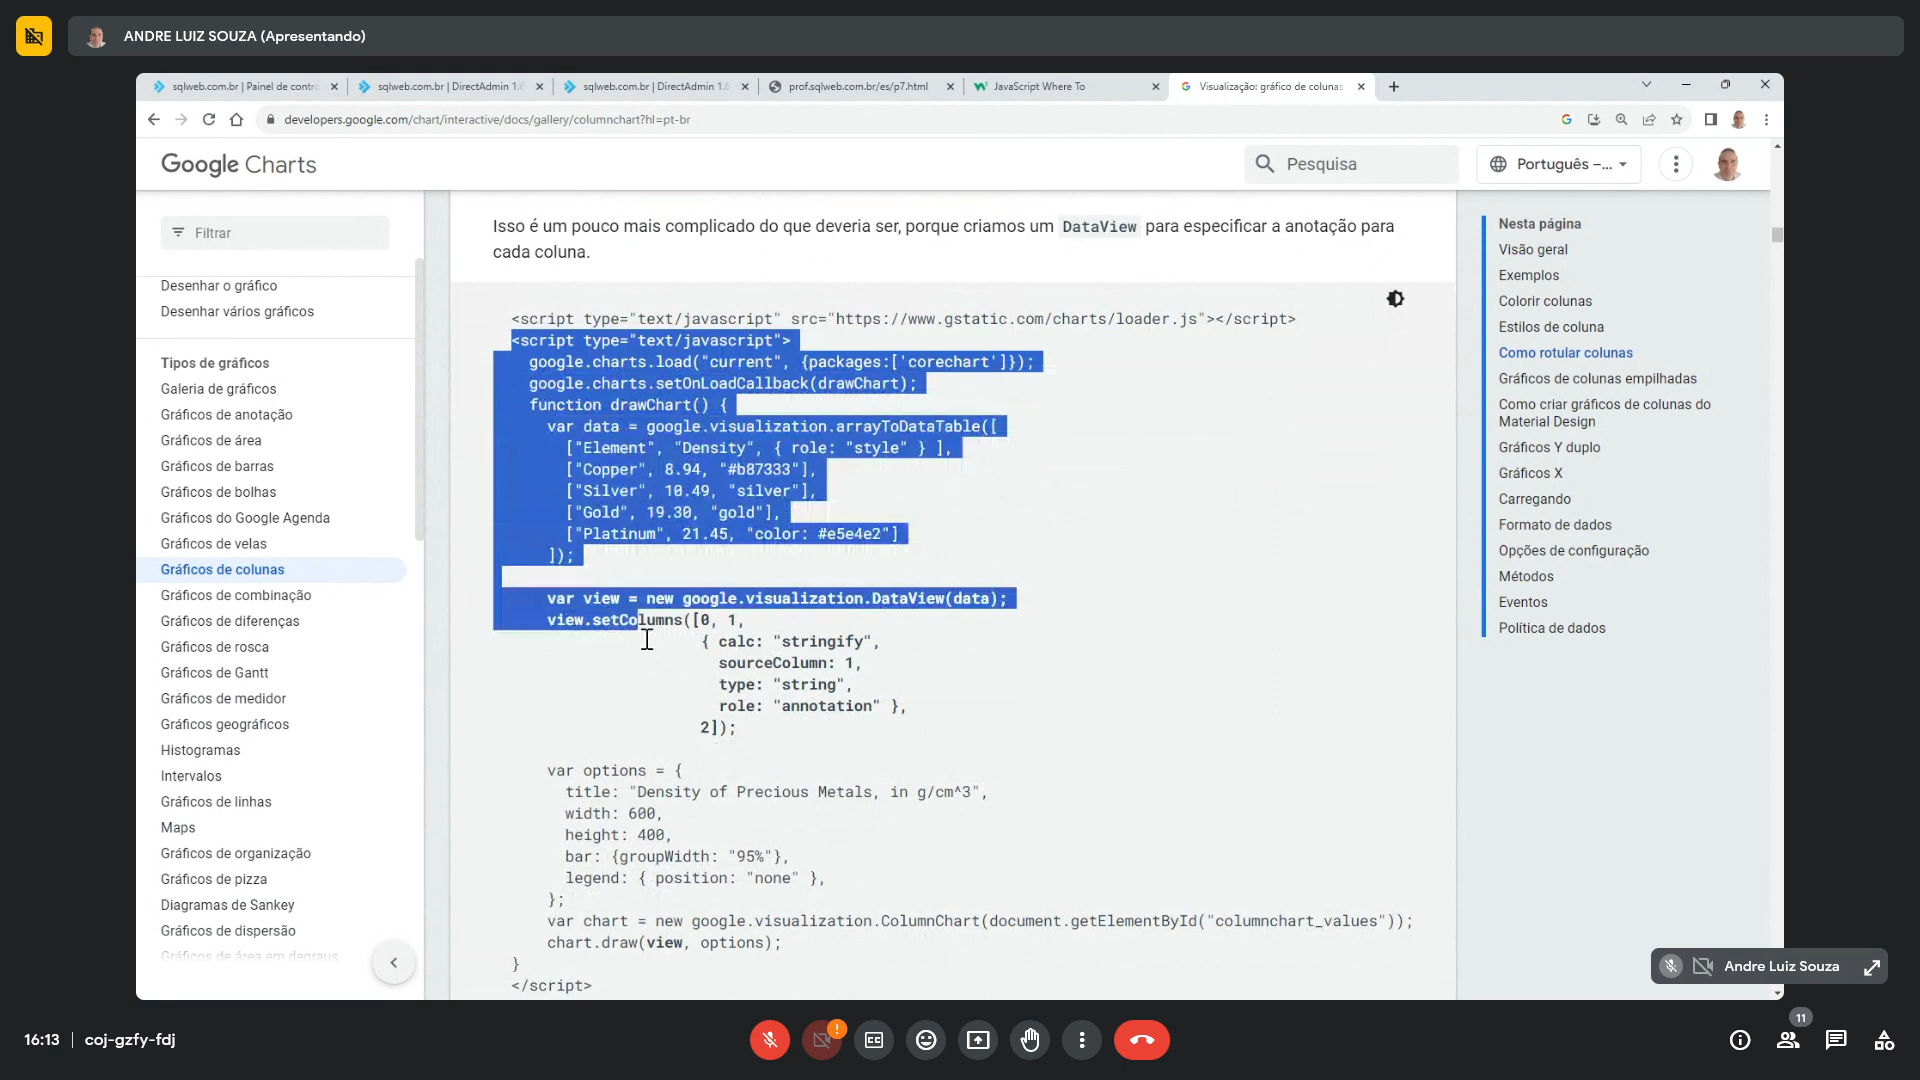 ANDRE LUIZ SOUZA (Apresentando)
sqlweb.com.br | Painel de contro
sqlweb.com.br | DirectAdmin 1.6
sqlweb.com.br | DirectAdmin 1.6
prof.sqlweb.com.br/es/p7.html
JavaScript Where To
Visualização: gráfico de colunas
developers.google.com/chart/interactive/docs/gallery/columnchart?hl=pt-br
Google Charts
Pesquisa
Português –...
Filtrar
Desenhar o gráfico
Desenhar vários gráficos
Tipos de gráficos
Galeria de gráficos
Gráficos de anotação
Gráficos de área
Gráficos de barras
Gráficos de bolhas
Gráficos do Google Agenda
Gráficos de velas
Gráficos de colunas
Gráficos de combinação
Gráficos de diferenças
Gráficos de rosca
Gráficos de Gantt
Gráficos de medidor
Gráficos geográficos
Histogramas
Intervalos
Gráficos de linhas
Maps
Gráficos de organização
Gráficos de pizza
Diagramas de Sankey
Gráficos de dispersão
Gráficos de área em degraus
Isso é um pouco mais complicado do que deveria ser, porque criamos um DataView para especificar a anotação para
cada coluna.
<script type="text/javascript" src="https://www.gstatic.com/charts/loader.js"></script>
<script type="text/javascript">
google.charts.load("current", {packages:['corechart']});
google.charts.setOnLoadCallback(drawChart);
function drawChart() {
var data = google.visualization.arrayToDataTable([
["Element", "Density", { role: "style" } ],
["Copper", 8.94, "#b87333"],
["Silver", 10.49, "silver"],
["Gold", 19.30, "gold"],
["Platinum", 21.45, "color: #e5e4e2"]
]);
var view = new google.visualization.DataView(data);
view.setColumns([0, 1,
{ calc: "stringify",
sourceColumn: 1,
type: "string",
role: "annotation" },
2]);
var options = {
title: "Density of Precious Metals, in g/cm^3",
width: 600,
height: 400,
bar: {groupWidth: "95%"},
legend: { position: "none" },
};
var chart = new google.visualization.ColumnChart(document.getElementById("columnchart_values"));
chart.draw(view, options);
}
</script>
Nesta página
Visão geral
Exemplos
Colorir colunas
Estilos de coluna
Como rotular colunas
Gráficos de colunas empilhadas
Como criar gráficos de colunas do
Material Design
Gráficos Y duplo
Gráficos X
Carregando
Formato de dados
Opções de configuração
Métodos
Eventos
Política de dados
Andre Luiz Souza
16:13 | coj-gzfy-fdj
11